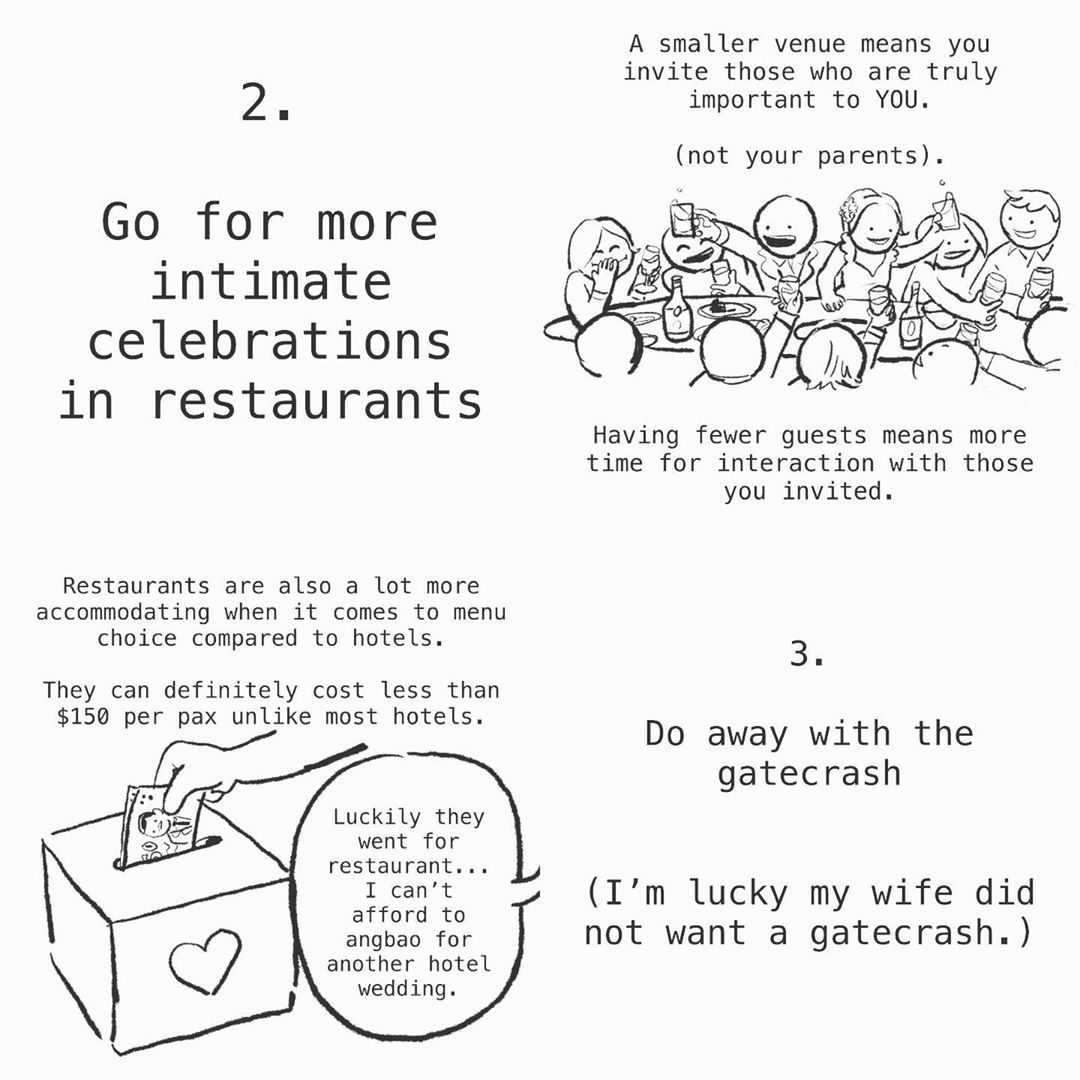 2.
Go for more
intimate
celebrations
in restaurants
A smaller venue means you
invite those who are truly
important to YOU.
(not your parents).
Having fewer guests means more
time for interaction with those
you invited.
Restaurants are also a lot more
accommodating when it comes to menu
choice compared to hotels.
They can definitely cost less than
$150 per pax unlike most hotels.
Luckily they
went for
restaurant...
I can't
afford to
angbao for
another hotel
wedding.
3.
Do away with the
gatecrash
(I'm lucky my wife did
not want a gatecrash.)